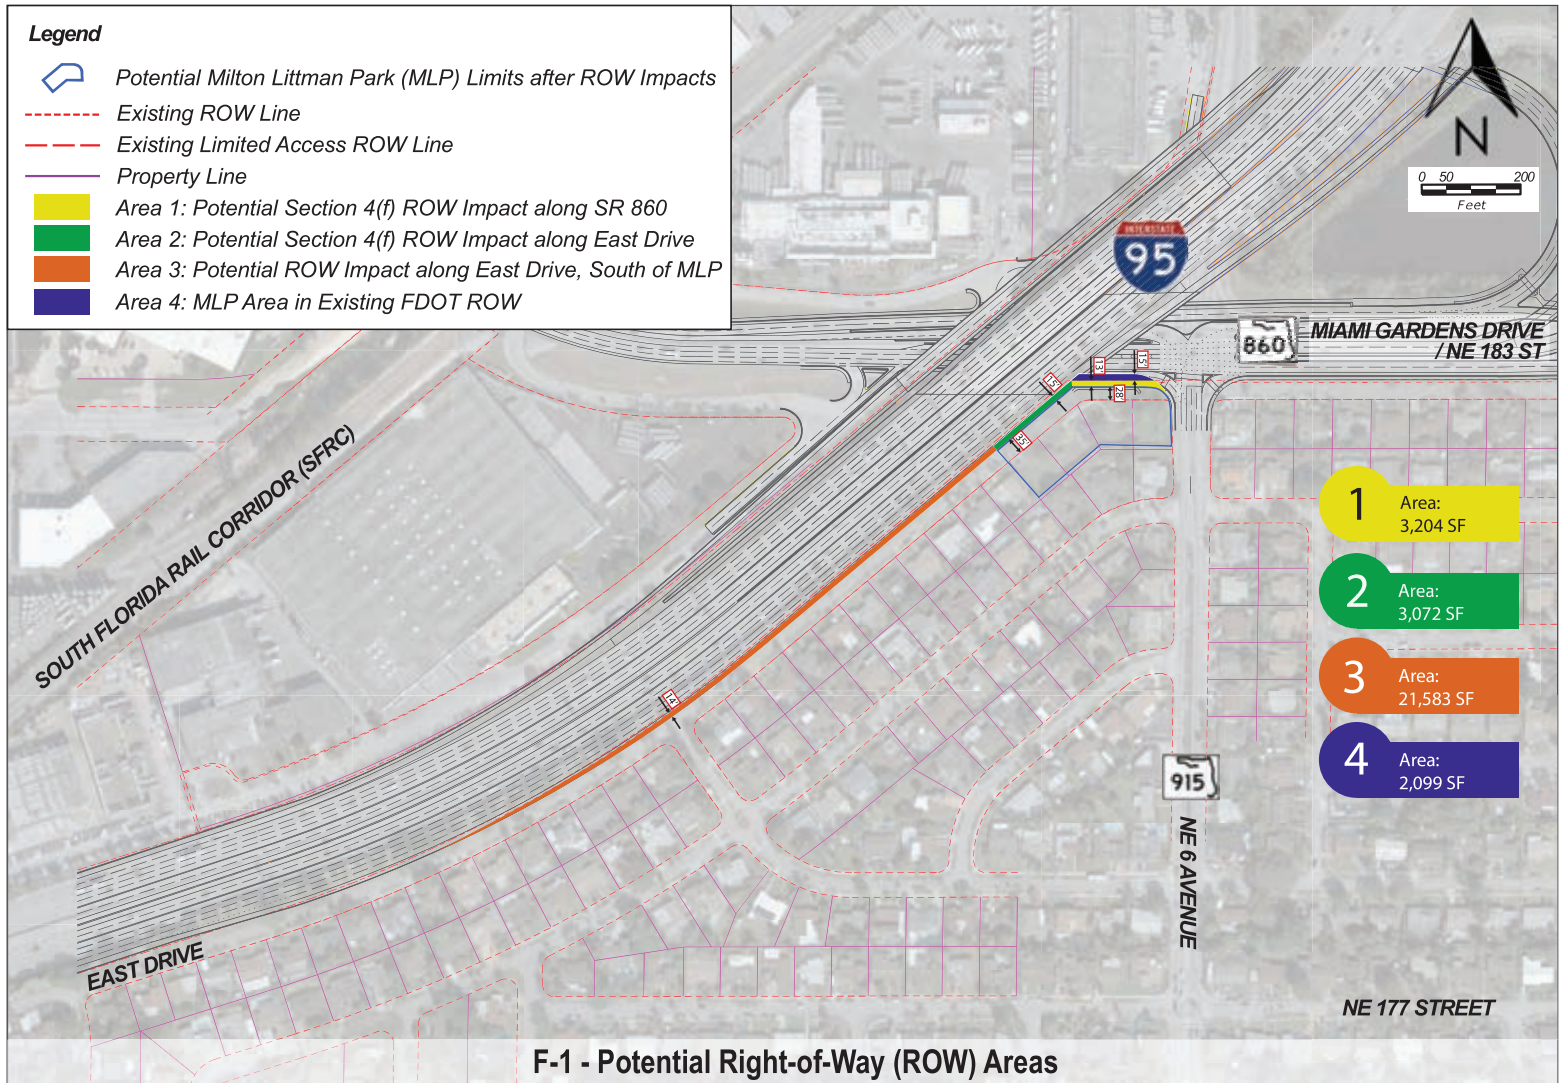 Legend
Potential Milton Littman Park (MLP) Limits after ROW Impacts
Existing ROW Line
Existing Limited Access ROW Line
Property Line
Area 1: Potential Section 4(f) ROW Impact along SR 860
Area 2: Potential Section 4(f) ROW Impact along East Drive
Area 3: Potential ROW Impact along East Drive, South of MLP
Area 4: MLP Area in Existing FDOT ROW
N
0 50 200
Feet
INTERSTATE
95
860
MIAMI GARDENS DRIVE
/ NE 183 ST
13'
15'
15'
28'
35'
SOUTH FLORIDA RAIL CORRIDOR (SFRC)
1
Area:
3,204 SF
2
Area:
3,072 SF
3
Area:
21,583 SF
4
Area:
2,099 SF
14'
915
NE 6 AVENUE
EAST DRIVE
NE 177 STREET
F-1 - Potential Right-of-Way (ROW) Areas